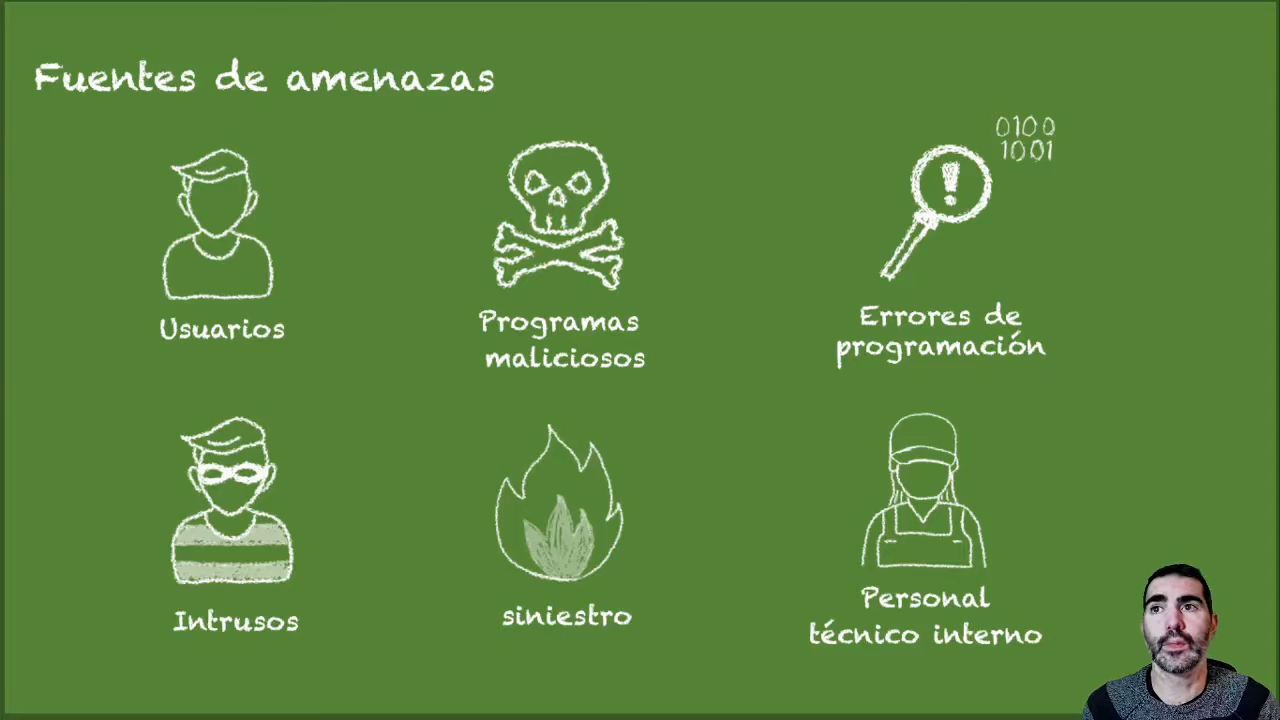 Fuentes de amenazas
0100
1001
Usuarios
Programas
maliciosos
Errores de
programación
Intrusos
siniestro
Personal
técnico interno